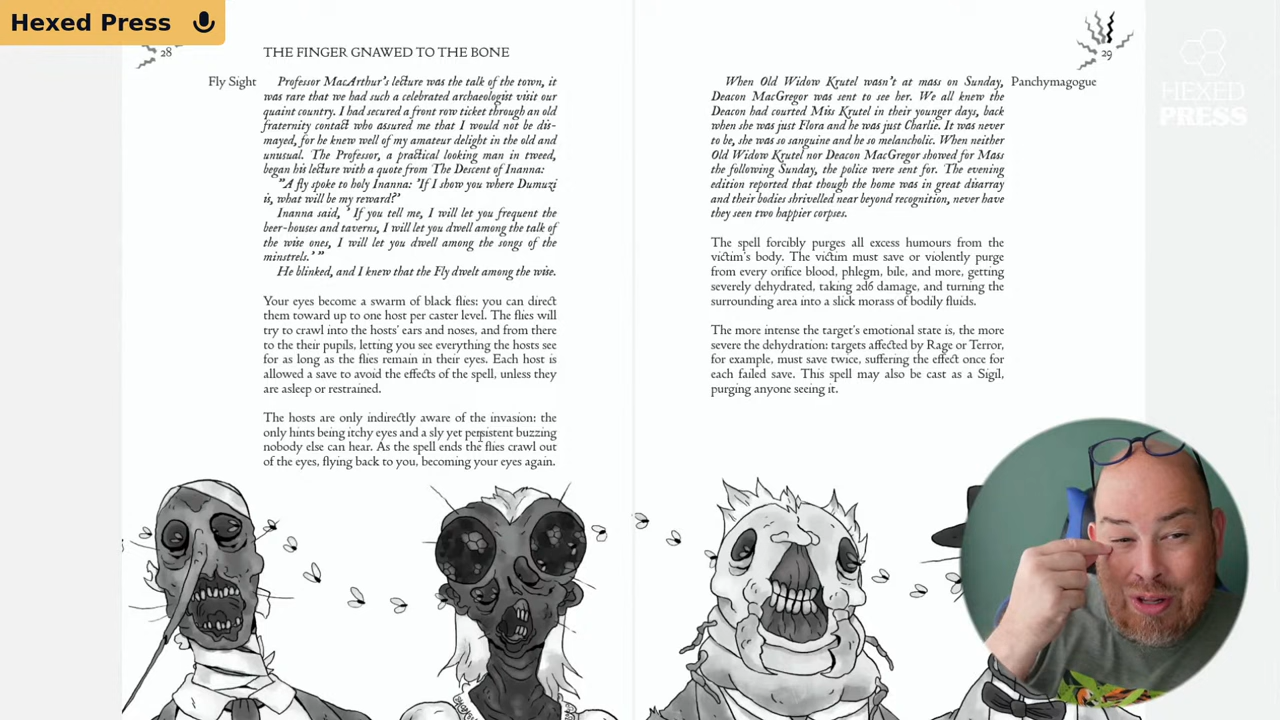 Hexed Press
28
THE FINGER GNAWED TO THE BONE
Fly Sight
Professor MacArthur's lecture was the talk of the town, it
was rare that we had such a celebrated archaeologist visit our
quaint country. I had secured a front row ticket through an old
fraternity contact who assured me that I would not be dis-
mayed, for he knew well of my amateur delight in the old and
unusual. The Professor, a practical looking man in tweed,
began his lecture with a quote from The Descent of Inanna:
"A fly spoke to holy Inanna: 'If I show you where Dumuzi
is, what will be my reward?'
Inanna said, ' If you tell me, I will let you frequent the
beer-houses and taverns, I will let you dwell among the talk of
the wise ones, I will let you dwell among the songs of the
minstrels.' "
He blinked, and I knew that the Fly dwelt among the wise.
Your eyes become a swarm of black flies: you can direct
them toward up to one host per caster level. The flies will
try to crawl into the hosts' ears and noses, and from there
to the their pupils, letting you see everything the hosts see
for as long as the flies remain in their eyes. Each host is
allowed a save to avoid the effects of the spell, unless they
are asleep or restrained.
The hosts are only indirectly aware of the invasion: the
only hints being itchy eyes and a sly yet persistent buzzing
nobody else can hear. As the spell ends the flies crawl out
of the eyes, flying back to you, becoming your eyes again.
29
Panchymagogue
When Old Widow Krutel wasn't at mass on Sunday,
Deacon MacGregor was sent to see her. We all knew the
Deacon had courted Miss Krutel in their younger days, back
when she was just Flora and he was just Charlie. It was never
to be, she was so sanguine and he so melancholic. When neither
Old Widow Krutel nor Deacon MacGregor showed for Mass
the following Sunday, the police were sent for. The evening
edition reported that though the home was in great disarray
and their bodies shrivelled near beyond recognition, never have
they seen two happier corpses.
The spell forcibly purges all excess humours from the
victim's body. The victim must save or violently purge
from every orifice blood, phlegm, bile, and more, getting
severely dehydrated, taking 2d6 damage, and turning the
surrounding area into a slick morass of bodily fluids.
The more intense the target's emotional state is, the more
severe the dehydration: targets affected by Rage or Terror,
for example, must save twice, suffering the effect once for
each failed save. This spell may also be cast as a Sigil,
purging anyone seeing it.
HEXED
PRESS